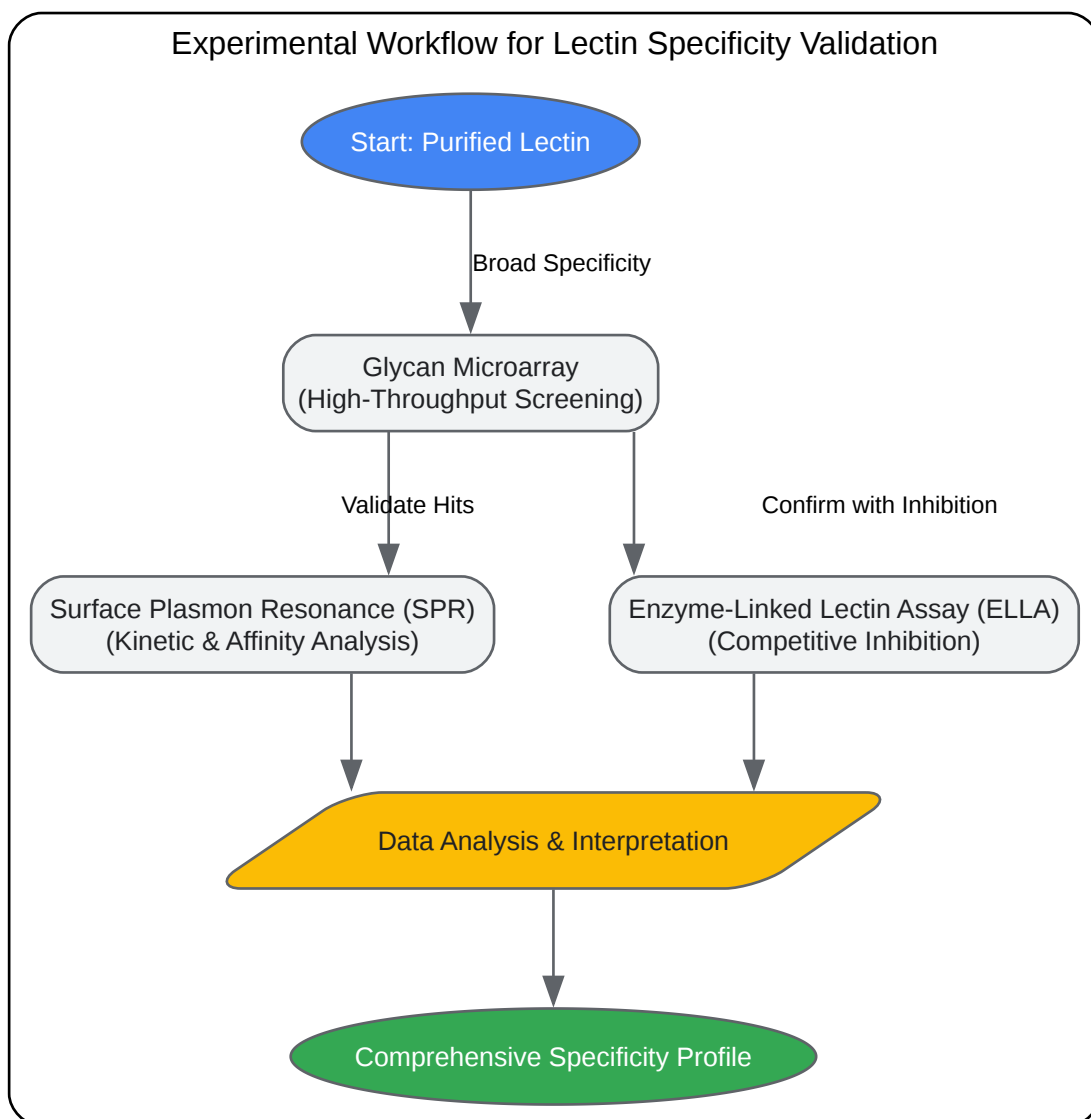 Experimental Workflow for Lectin Specificity Validation
Start: Purified Lectin
Broad Specificity
Glycan Microarray
(High-Throughput Screening)
Validate Hits
Confirm with Inhibition
Surface Plasmon Resonance (SPR)
(Kinetic & Affinity Analysis)
Enzyme-Linked Lectin Assay (ELLA)
(Competitive Inhibition)
Data Analysis & Interpretation
Comprehensive Specificity Profile